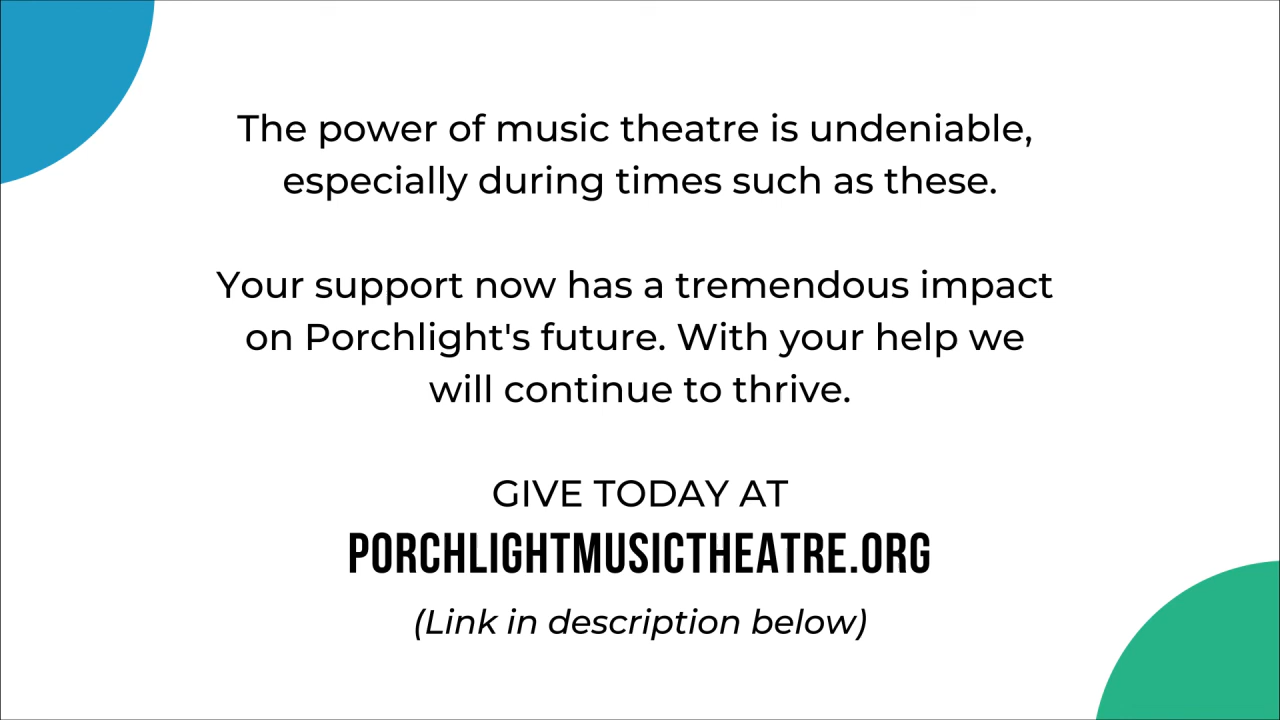 The power of music theatre is undeniable,
especially during times such as these.
Your support now has a tremendous impact
on Porchlight's future. With your help we
will continue to thrive.
GIVE TODAY AT
PORCHLIGHTMUSICTHEATRE.ORG
(Link in description below)